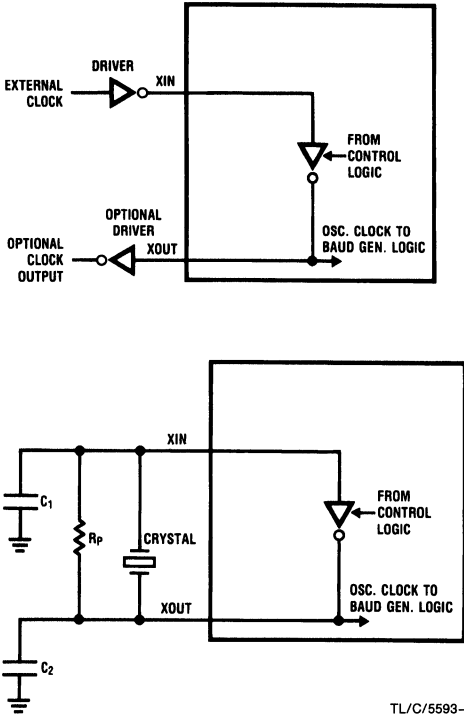 DRIVER
EXTERNAL
CLOCK
XIN
FROM
CONTROL
LOGIC
OPTIONAL
DRIVER
OPTIONAL
CLOCK
OUTPUT
XOUT
OSC. CLOCK TO
BAUD GEN. LOGIC
XIN
C1
RP
CRYSTAL
FROM
CONTROL
LOGIC
XOUT
OSC. CLOCK TO
BAUD GEN. LOGIC
C2
TL/C/5593–